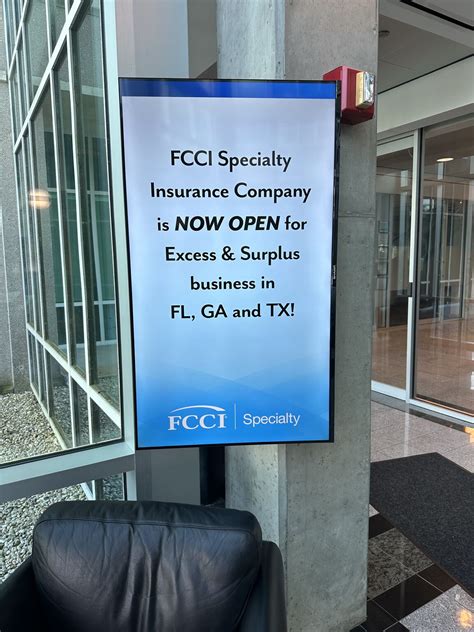 FCCI Specialty
Insurance Company
is NOW OPEN for
Excess & Surplus
business in
FL, GA and TX!
FCCI | Specialty